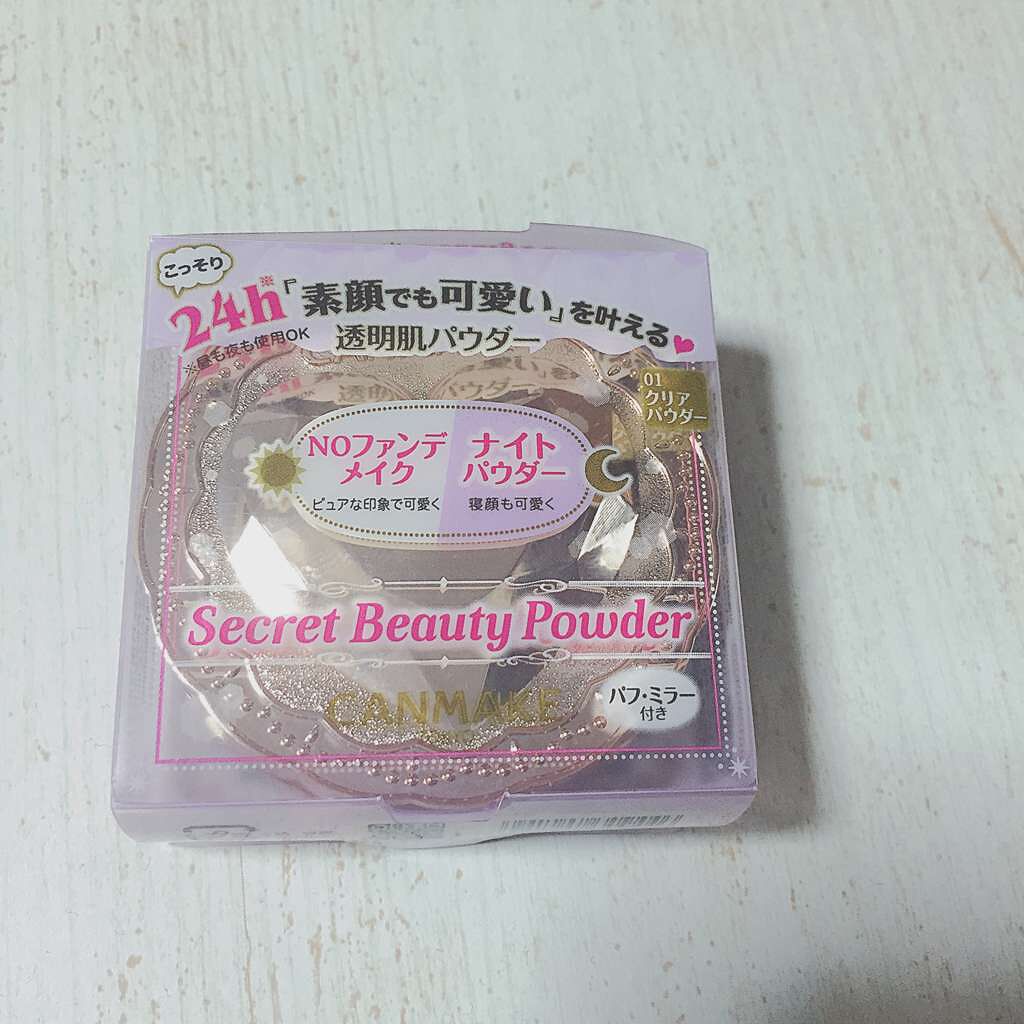 こっそり
24h※『素顔でも可愛い』を叶える♥
※昼も夜も使用OK
透明肌パウダー
01
クリア
パウダー
NOファンデ
メイク
ピュアな印象で可愛く
ナイト
パウダー
寝顔も可愛く
Secret Beauty Powder
CANMAKE
パフ・ミラー
付き